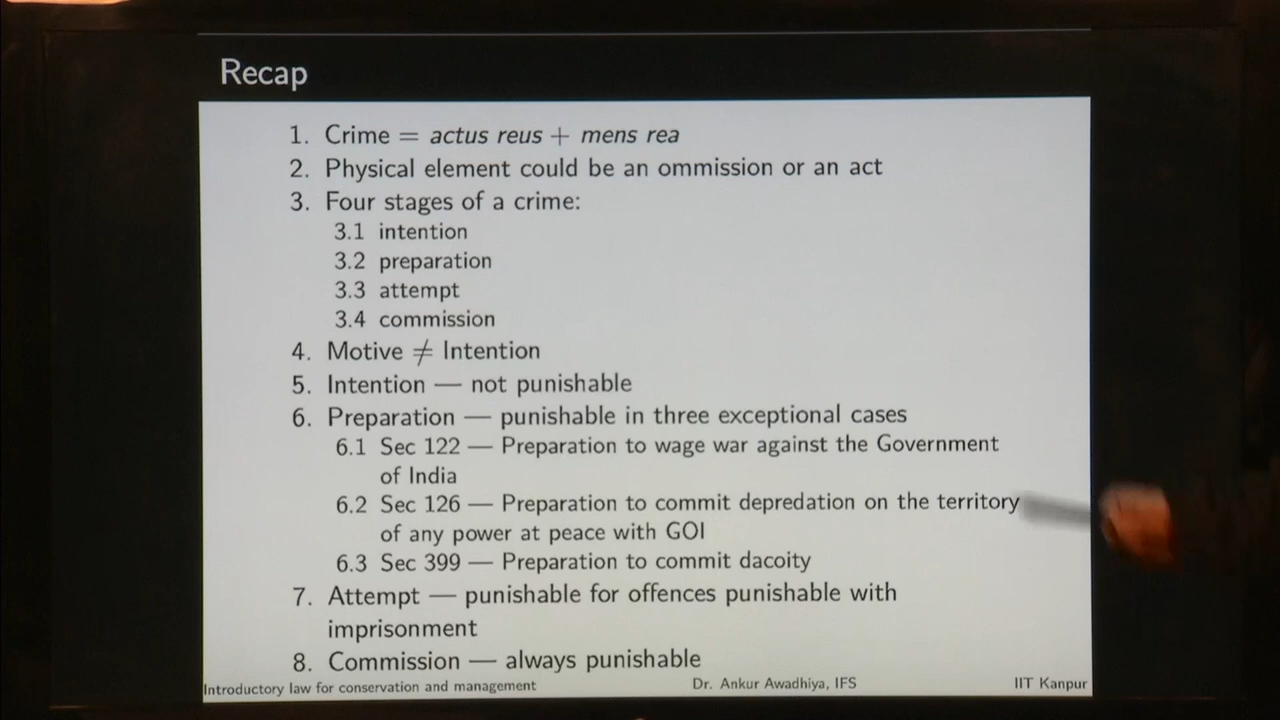 Recap
1. Crime = actus reus + mens rea
2. Physical element could be an ommission or an act
3. Four stages of a crime:
3.1 intention
3.2 preparation
3.3 attempt
3.4 commission
4. Motive ≠ Intention
5. Intention — not punishable
6. Preparation — punishable in three exceptional cases
6.1 Sec 122 — Preparation to wage war against the Government
of India
6.2 Sec 126 — Preparation to commit depredation on the territory
of any power at peace with GOI
6.3 Sec 399 — Preparation to commit dacoity
7. Attempt — punishable for offences punishable with
imprisonment
8. Commission — always punishable
Introductory law for conservation and management Dr. Ankur Awadhiya, IFS IIT Kanpur